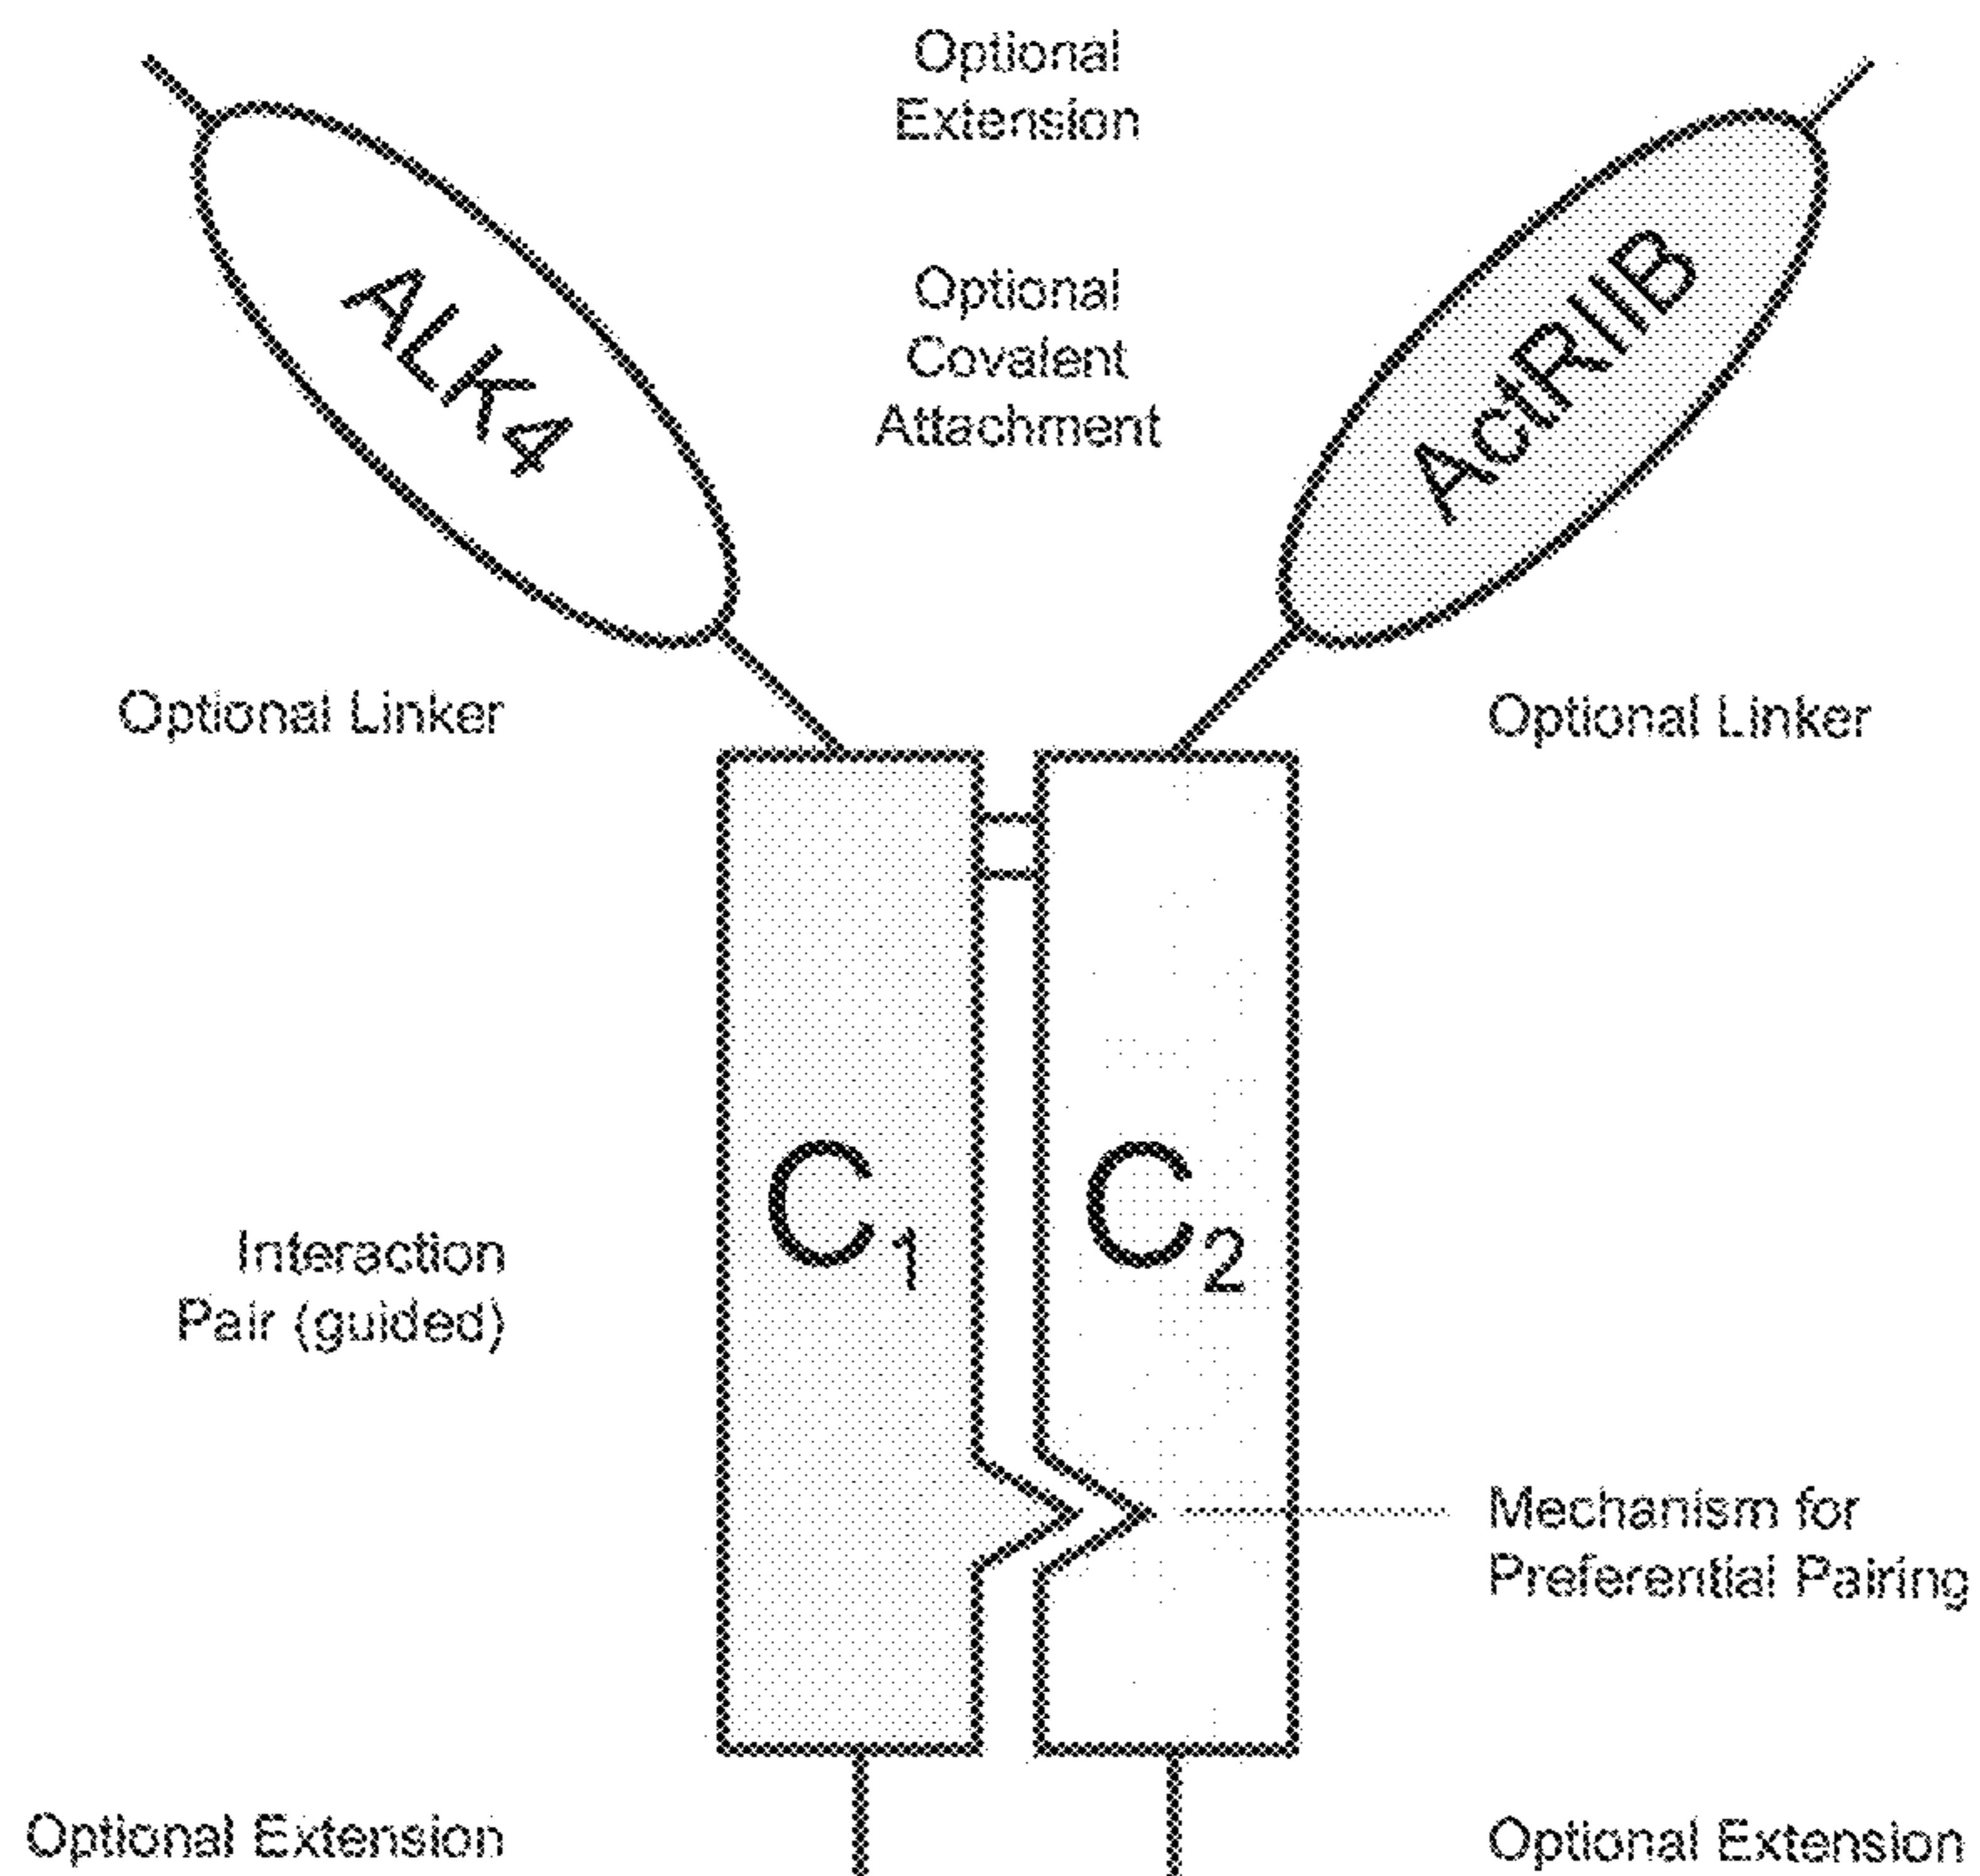 Optional
Extension
ALK4
Optional
Covalent
Attachment
ActRIIB
Optional Linker
Optional Linker
C₁
C₂
Interaction
Pair (guided)
Mechanism for
Preferential Pairing
Optional Extension
Optional Extension